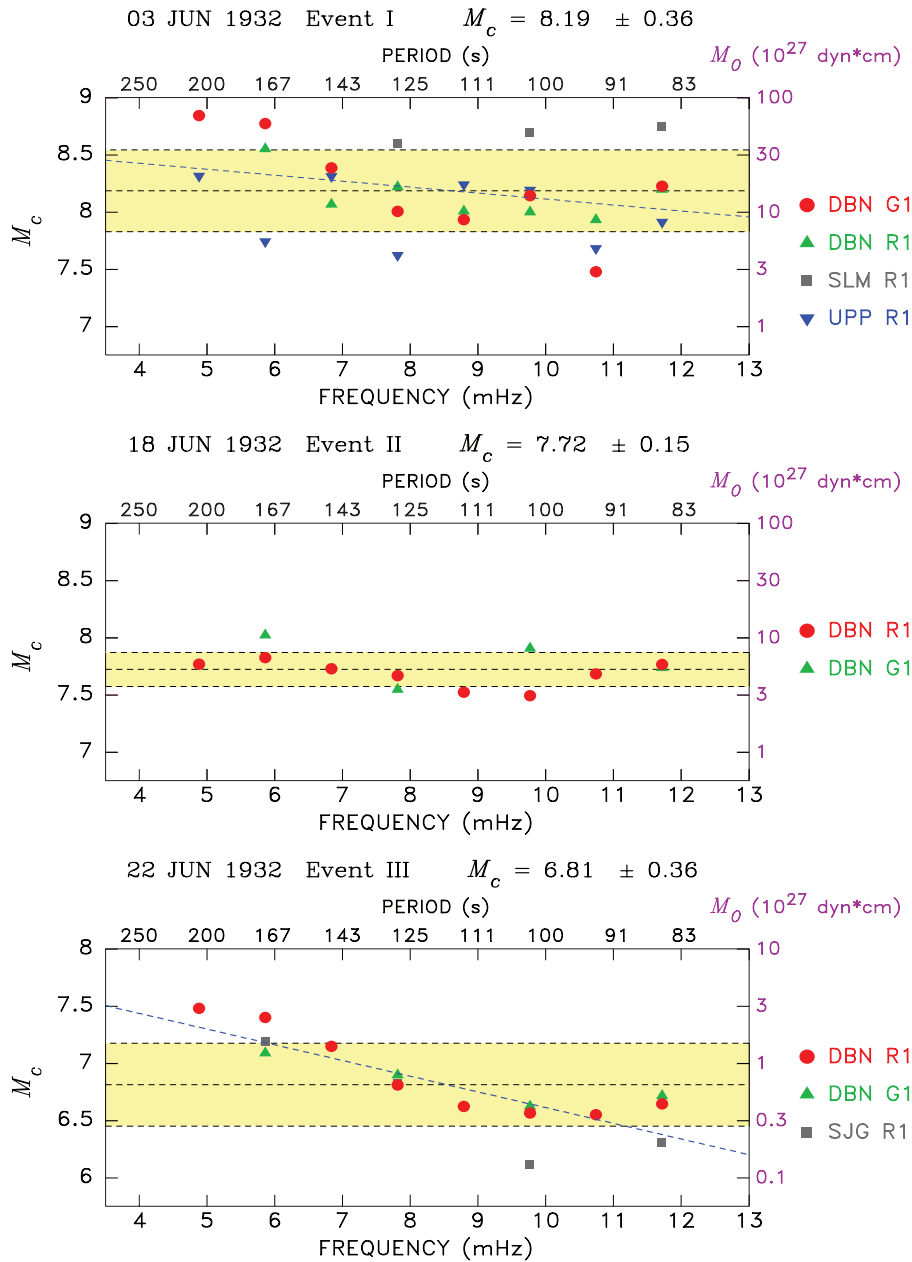 03 JUN 1932 Event I M_c = 8.19 ± 0.36
PERIOD (s) M_0 (10^27 dyn*cm)
250 200 167 143 125 111 100 91 83
9 100
8.5 30
8 10
7.5 3
7 1
M_c
4 5 6 7 8 9 10 11 12 13
FREQUENCY (mHz)
DBN G1
DBN R1
SLM R1
UPP R1
18 JUN 1932 Event II M_c = 7.72 ± 0.15
PERIOD (s) M_0 (10^27 dyn*cm)
250 200 167 143 125 111 100 91 83
9 100
8.5 30
8 10
7.5 3
7 1
M_c
4 5 6 7 8 9 10 11 12 13
FREQUENCY (mHz)
DBN R1
DBN G1
22 JUN 1932 Event III M_c = 6.81 ± 0.36
PERIOD (s) M_0 (10^27 dyn*cm)
250 200 167 143 125 111 100 91 83
8 10
7.5 3
7 1
6.5 0.3
6 0.1
M_c
4 5 6 7 8 9 10 11 12 13
FREQUENCY (mHz)
DBN R1
DBN G1
SJG R1